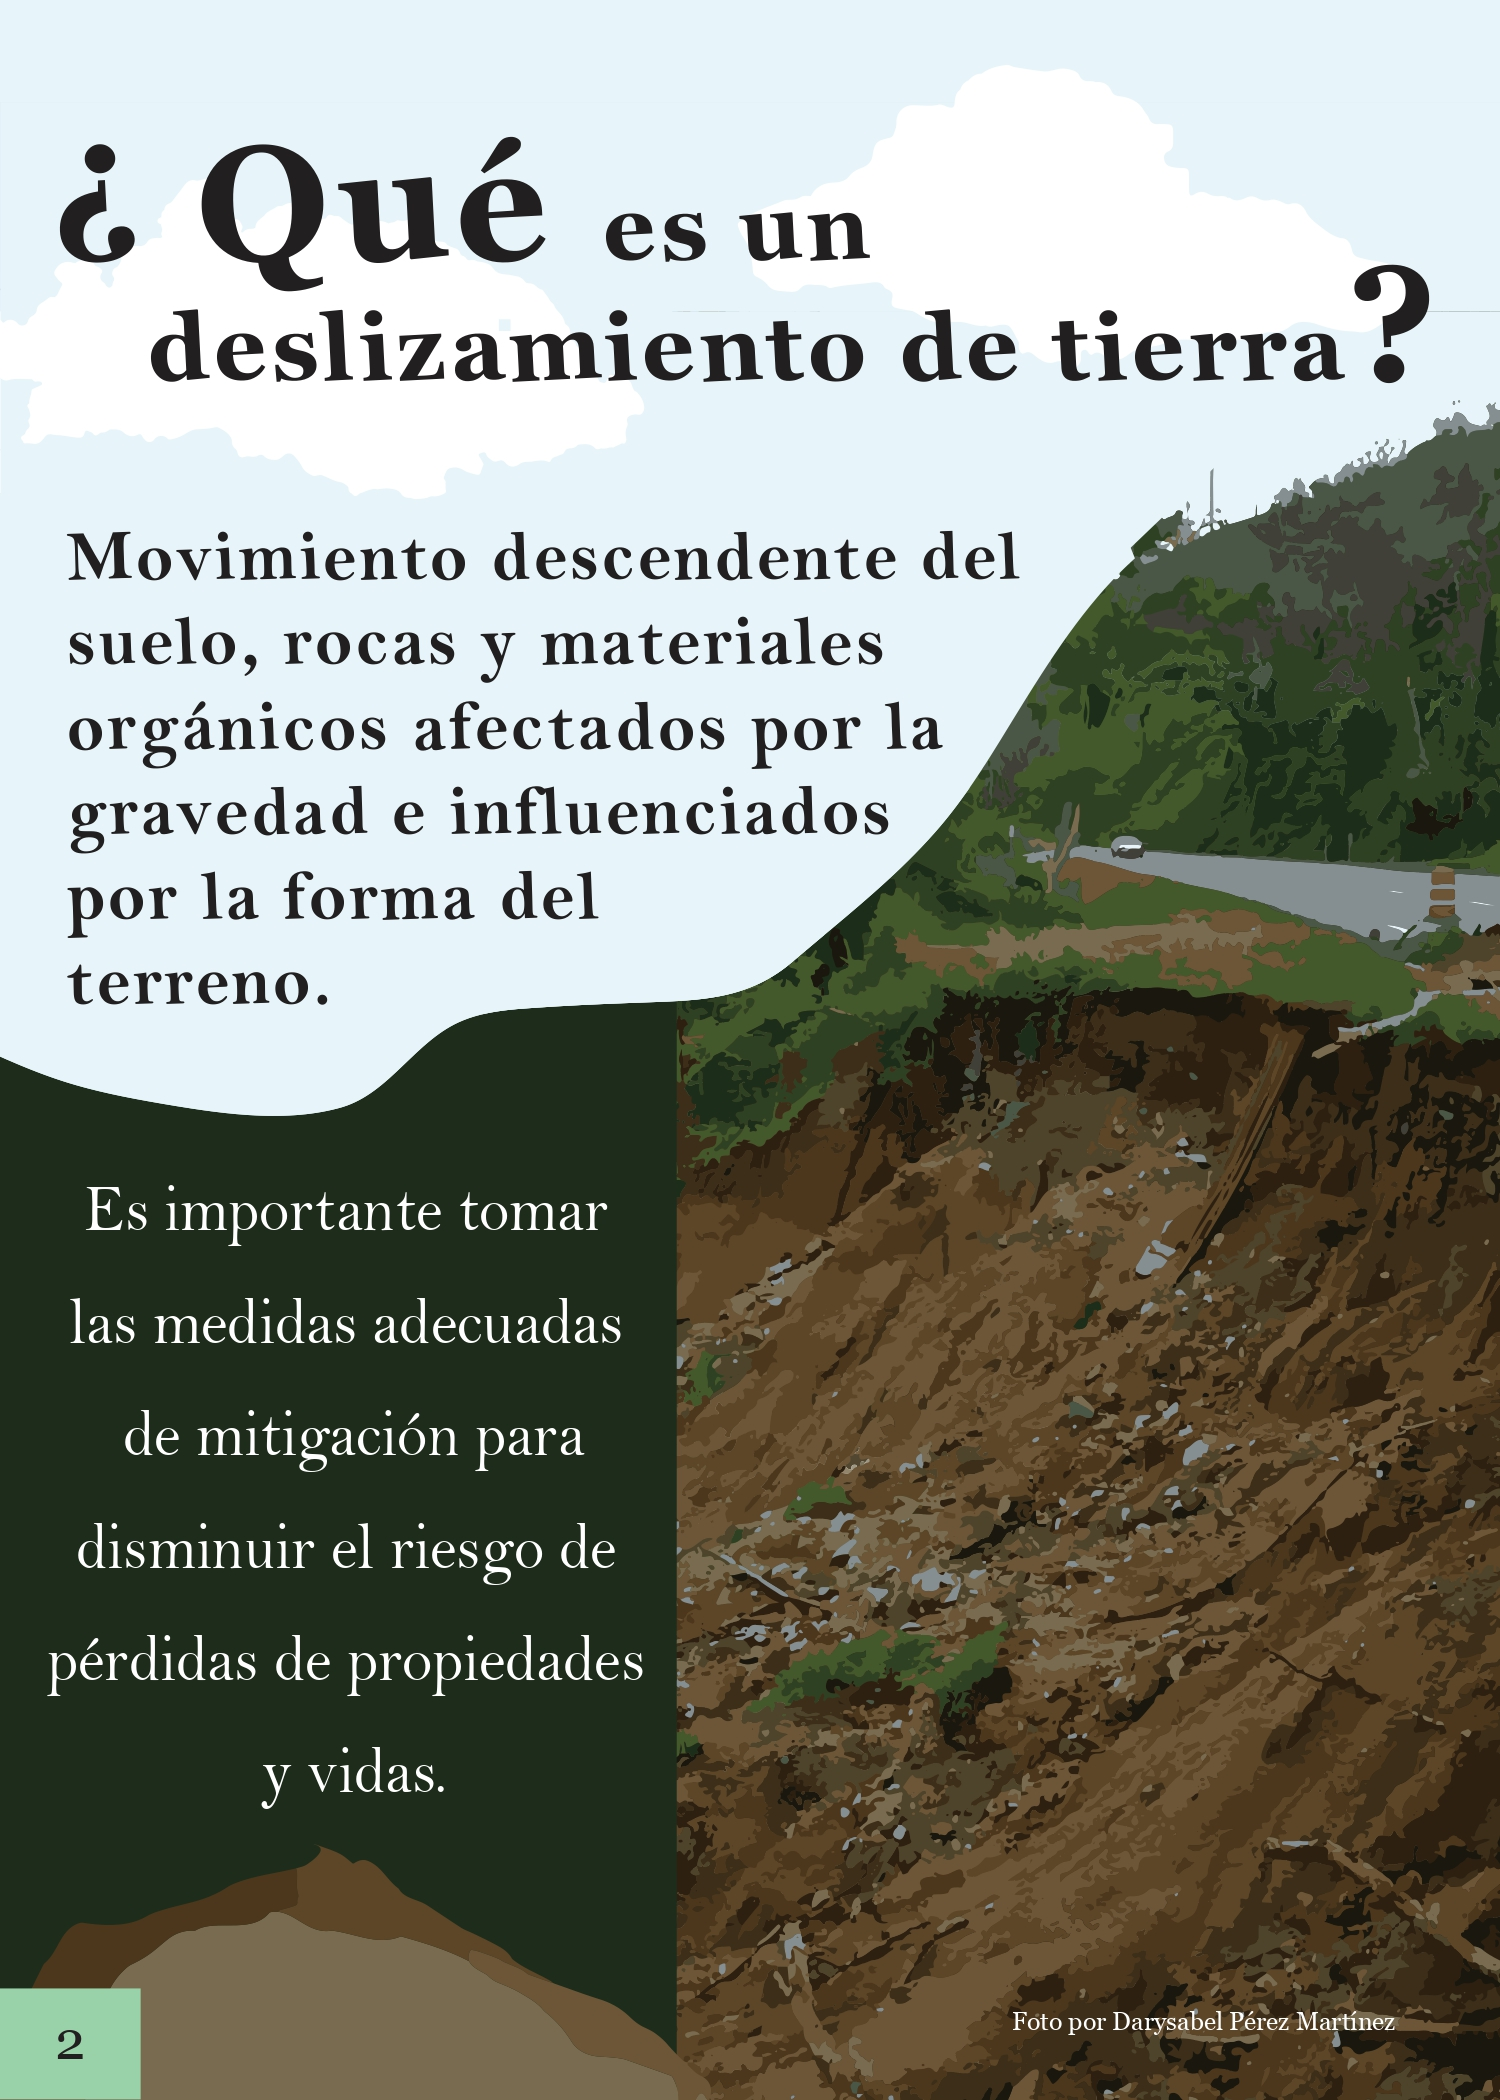 ¿Qué es un
deslizamiento de tierra?
Movimiento descendente del
suelo, rocas y materiales
orgánicos afectados por la
gravedad e influenciados
por la forma del
terreno.
Es importante tomar
las medidas adecuadas
de mitigación para
disminuir el riesgo de
pérdidas de propiedades
y vidas.
Foto por Darysabel Pérez Martínez
2